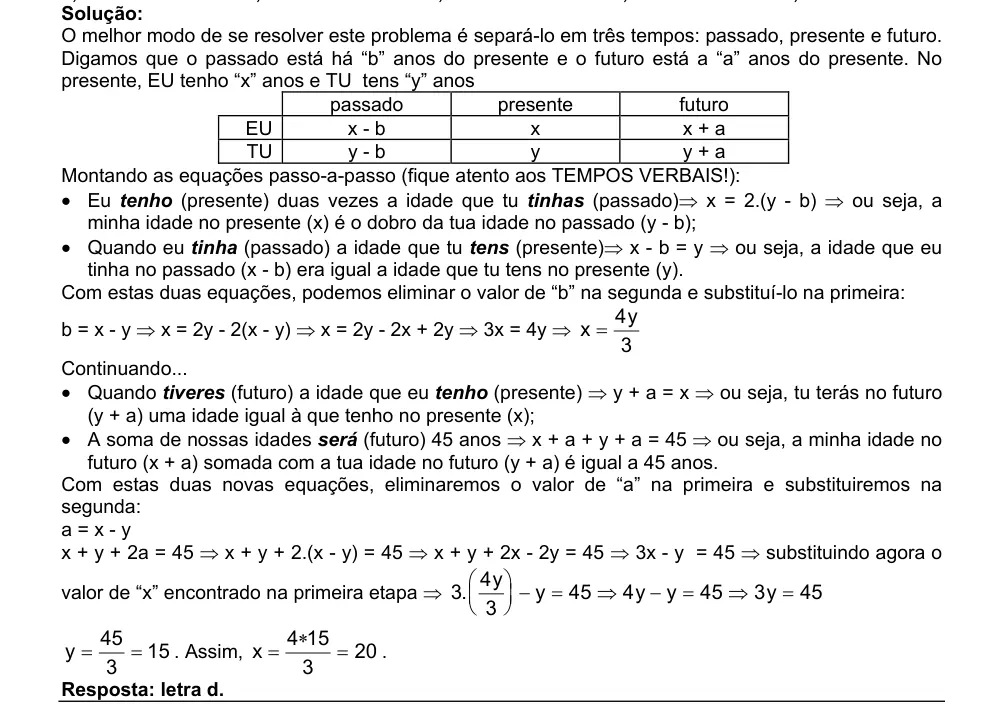 Solução:
O melhor modo de se resolver este problema é separá-lo em três tempos: passado, presente e futuro.
Digamos que o passado está há “b” anos do presente e o futuro está a “a” anos do presente. No
presente, EU tenho “x” anos e TU tens “y” anos
passado presente futuro
EU x - b x x + a
TU y - b y y + a
Montando as equações passo-a-passo (fique atento aos TEMPOS VERBAIS!):
• Eu tenho (presente) duas vezes a idade que tu tinhas (passado)⇒ x = 2.(y - b) ⇒ ou seja, a
minha idade no presente (x) é o dobro da tua idade no passado (y - b);
• Quando eu tinha (passado) a idade que tu tens (presente)⇒ x - b = y ⇒ ou seja, a idade que eu
tinha no passado (x - b) era igual a idade que tu tens no presente (y).
Com estas duas equações, podemos eliminar o valor de “b” na segunda e substituí-lo na primeira:
b = x - y ⇒ x = 2y - 2(x - y) ⇒ x = 2y - 2x + 2y ⇒ 3x = 4y ⇒ x = 4y/3
Continuando...
• Quando tiveres (futuro) a idade que eu tenho (presente) ⇒ y + a = x ⇒ ou seja, tu terás no futuro
(y + a) uma idade igual à que tenho no presente (x);
• A soma de nossas idades será (futuro) 45 anos ⇒ x + a + y + a = 45 ⇒ ou seja, a minha idade no
futuro (x + a) somada com a tua idade no futuro (y + a) é igual a 45 anos.
Com estas duas novas equações, eliminaremos o valor de “a” na primeira e substituiremos na
segunda:
a = x - y
x + y + 2a = 45 ⇒ x + y + 2.(x - y) = 45 ⇒ x + y + 2x - 2y = 45 ⇒ 3x - y = 45 ⇒ substituindo agora o
valor de “x” encontrado na primeira etapa ⇒ 3.(4y/3) − y = 45 ⇒ 4y − y = 45 ⇒ 3y = 45
y = 45/3 = 15 . Assim, x = 4*15/3 = 20 .
Resposta: letra d.